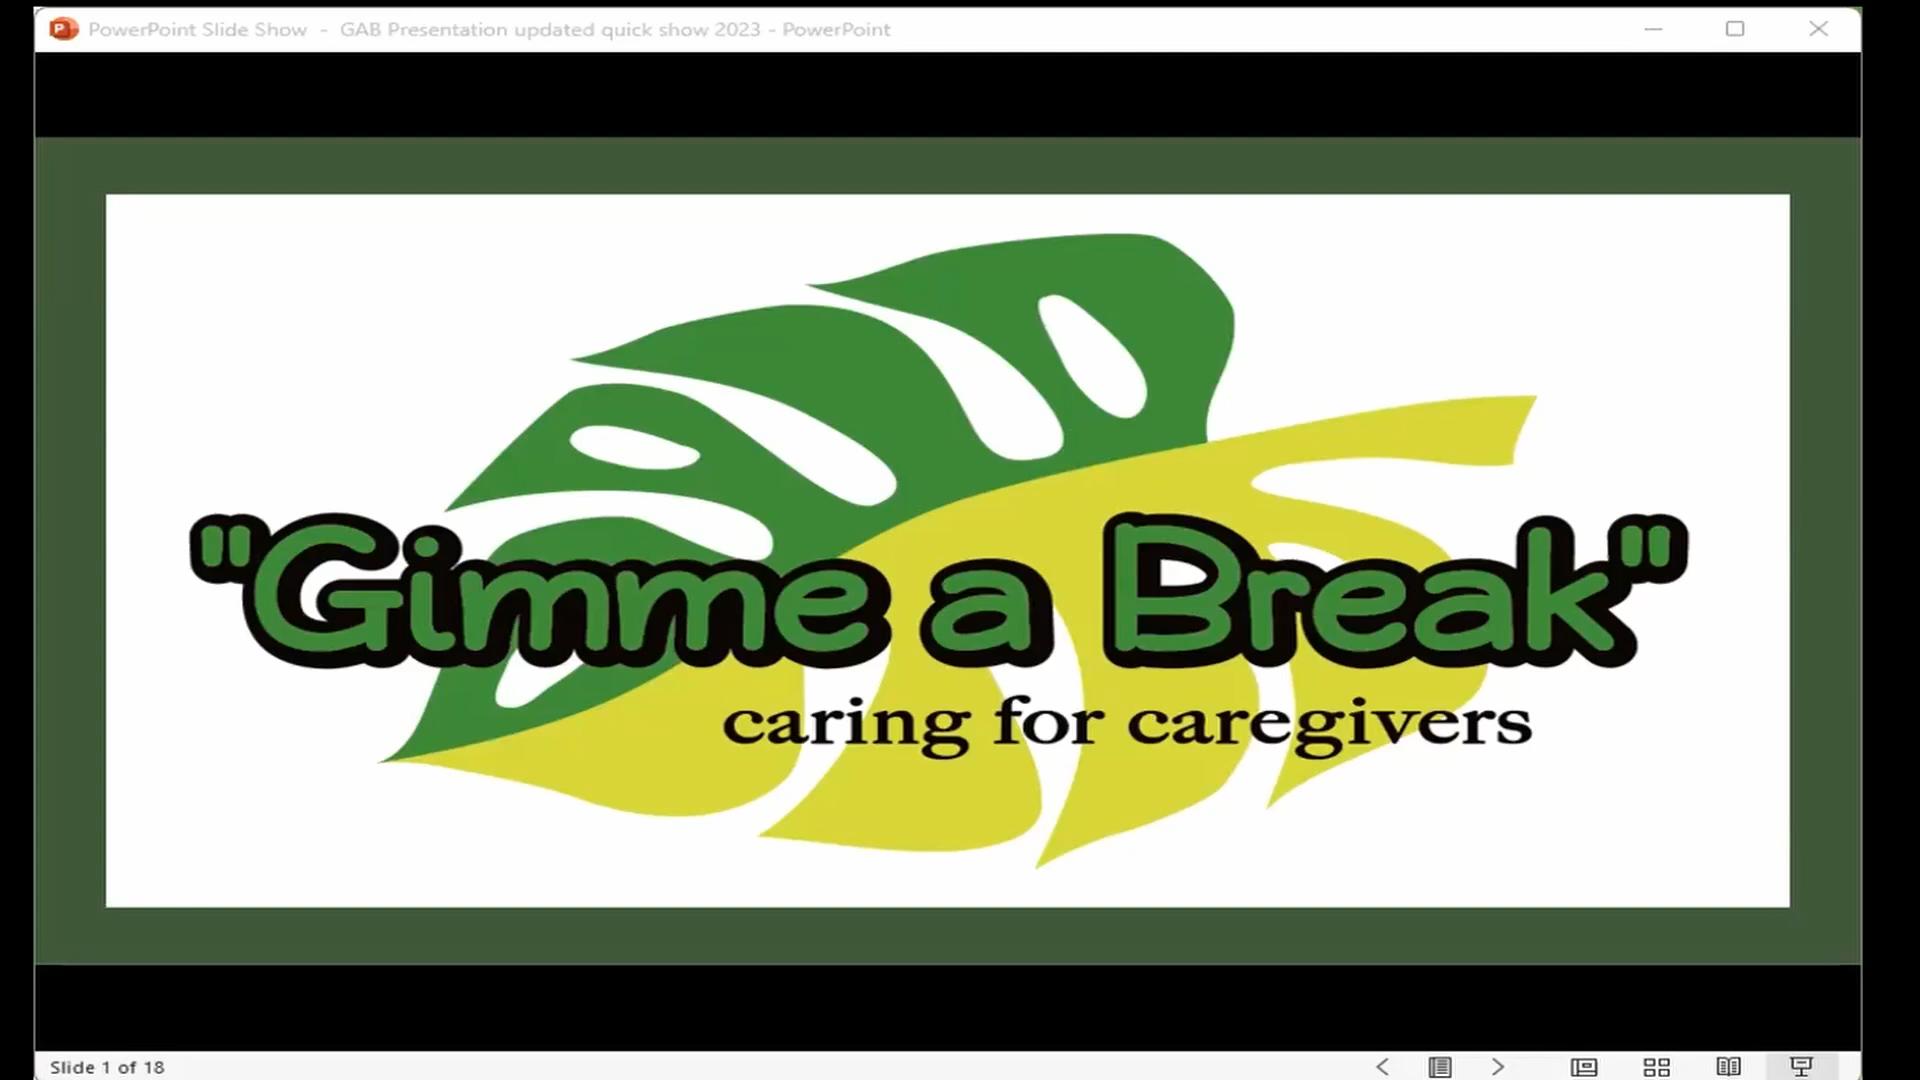 PowerPoint Slide Show - GAB Presentation updated quick show 2023 - PowerPoint
"Gimme a Break"
caring for caregivers
Slide 1 of 18